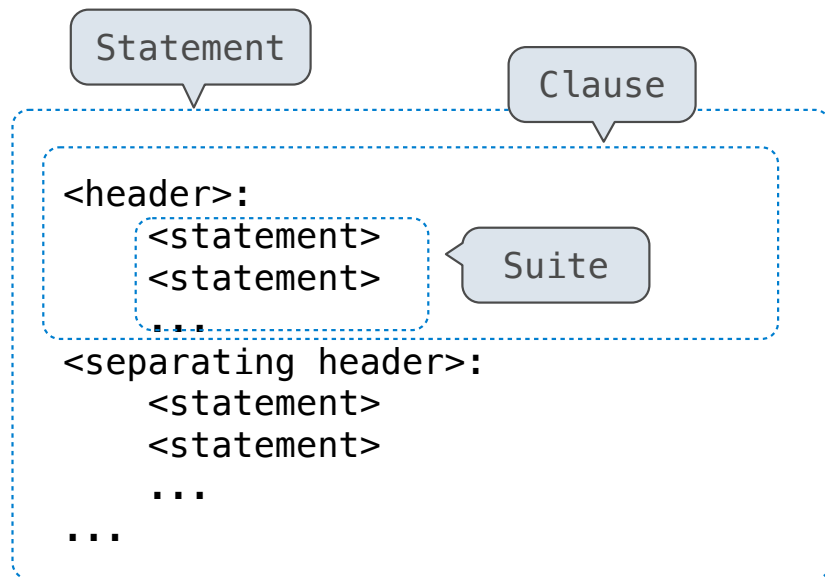 Statement
Clause
<header>:
    <statement>
    <statement>
Suite
    ...
<separating header>:
    <statement>
    <statement>
    ...
...